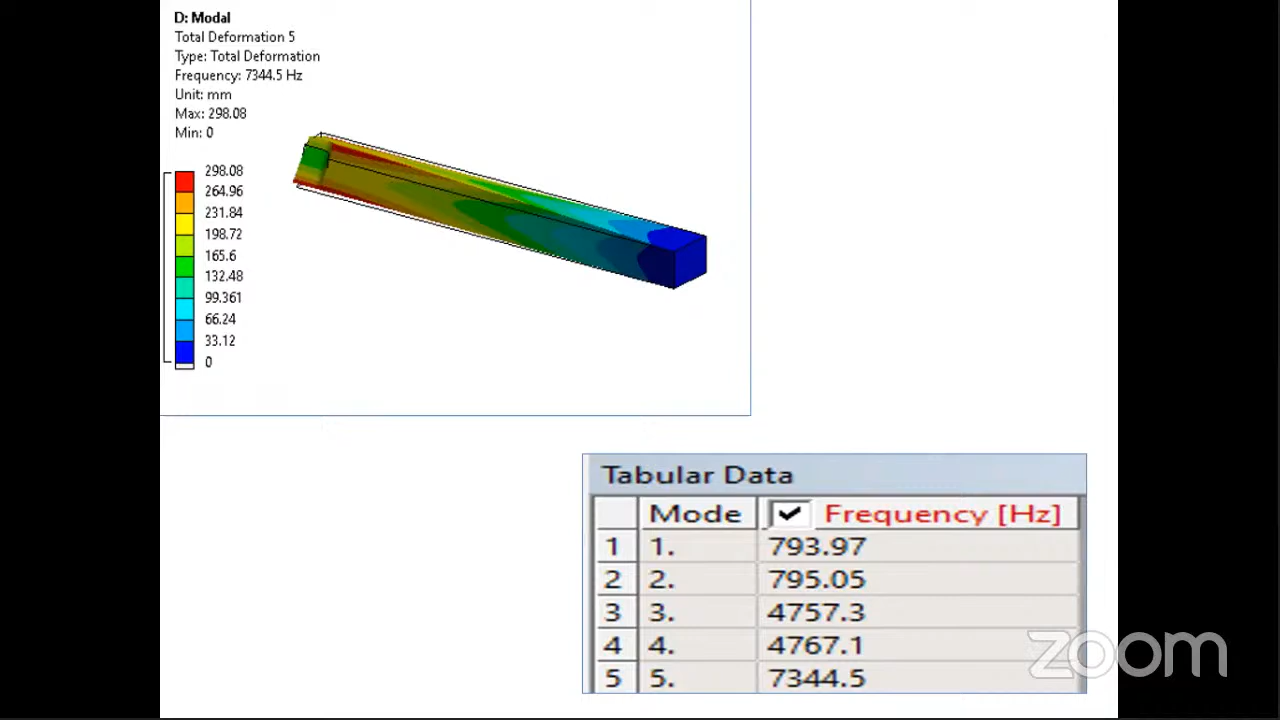 D: Modal
Total Deformation 5
Type: Total Deformation
Frequency: 7344.5 Hz
Unit: mm
Max: 298.08
Min: 0
298.08
264.96
231.84
198.72
165.6
132.48
99.361
66.24
33.12
0
Tabular Data
Mode Frequency [Hz]
1 1. 793.97
2 2. 795.05
3 3. 4757.3
4 4. 4767.1
5 5. 7344.5
zoom